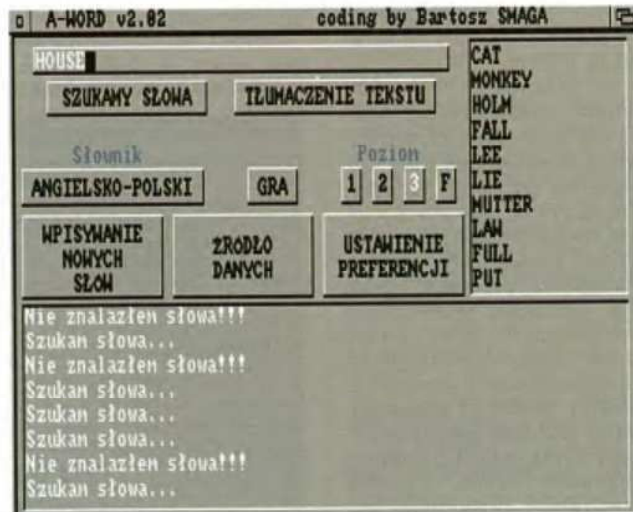 A-WORD v2.02 coding by Bartosz SMAGA
HOUSE
SZUKAMY SŁOWA TŁUMACZENIE TEKSTU
Słownik Poziom
ANGIELSKO-POLSKI GRA 1 2 3 F
WPISYWANIE
NOWYCH
SŁOW
ZRODŁO
DANYCH
USTAWIENIE
PREFERENCJI
CAT
MONKEY
HOLM
FALL
LEE
LIE
MUTTER
LAW
FULL
PUT
Nie znalazłem słowa!!!
Szukam słowa...
Nie znalazłem słowa!!!
Szukam słowa...
Szukam słowa...
Szukam słowa...
Nie znalazłem słowa!!!
Szukam słowa...